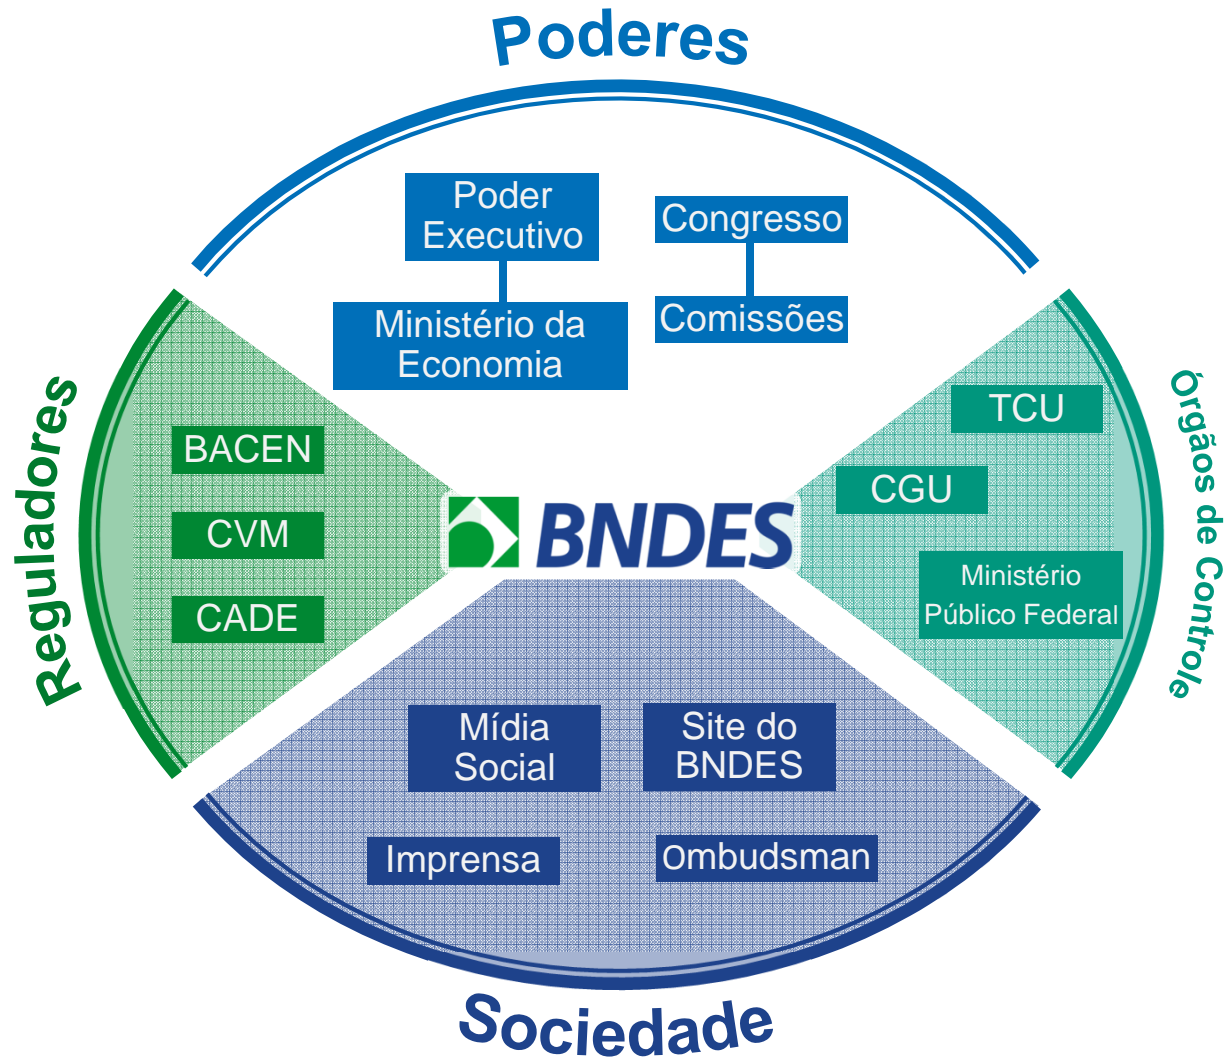 Poderes
Poder
Executivo
Congresso
Ministério da
Economia
Comissões
Reguladores
BACEN
CVM
CADE
BNDES
Órgãos de Controle
TCU
CGU
Ministério
Público Federal
Mídia
Social
Site do
BNDES
Imprensa
Ombudsman
Sociedade